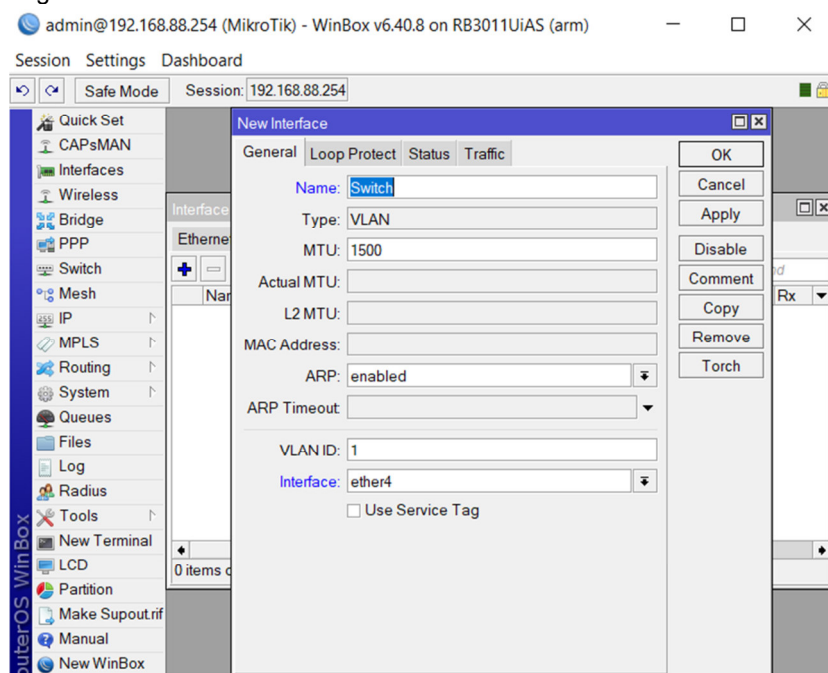 admin@192.168.88.254 (MikroTik) - WinBox v6.40.8 on RB3011UiAS (arm)
Session Settings Dashboard
Safe Mode Session: 192.168.88.254
Quick Set
CAPsMAN
Interfaces
Wireless
Bridge
PPP
Switch
Mesh
IP
MPLS
Routing
System
Queues
Files
Log
Radius
Tools
New Terminal
LCD
Partition
Make Supout.rif
Manual
New WinBox
Interface
Etherne
Nar
Rx
0 items
New Interface
General Loop Protect Status Traffic
Name: Switch
Type: VLAN
MTU: 1500
Actual MTU:
L2 MTU:
MAC Address:
ARP: enabled
ARP Timeout:
VLAN ID: 1
Interface: ether4
Use Service Tag
OK
Cancel
Apply
Disable
Comment
Copy
Remove
Torch